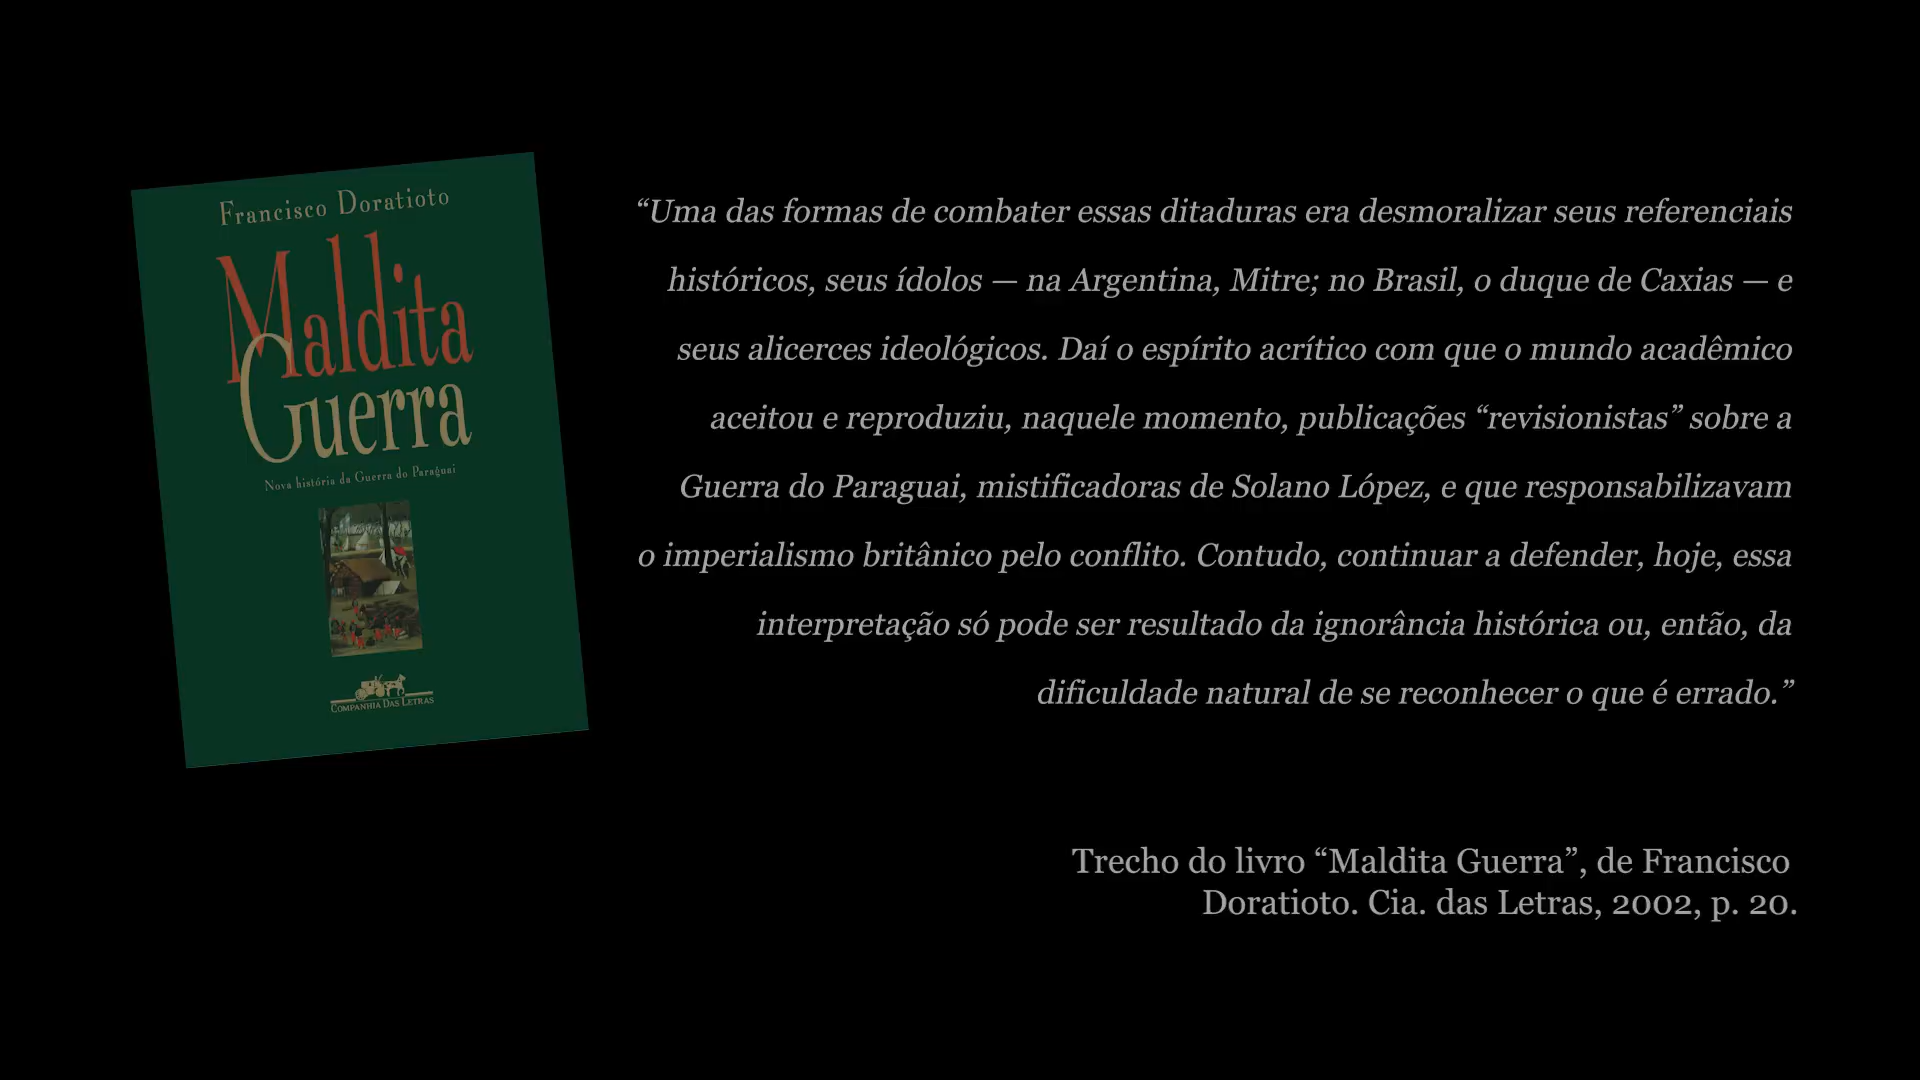 Francisco Doratioto
Maldita
Guerra
Nova história da Guerra do Paraguai
COMPANHIA DAS LETRAS
“Uma das formas de combater essas ditaduras era desmoralizar seus referenciais
históricos, seus ídolos — na Argentina, Mitre; no Brasil, o duque de Caxias — e
seus alicerces ideológicos. Daí o espírito acrítico com que o mundo acadêmico
aceitou e reproduziu, naquele momento, publicações “revisionistas” sobre a
Guerra do Paraguai, mistificadoras de Solano López, e que responsabilizavam
o imperialismo britânico pelo conflito. Contudo, continuar a defender, hoje, essa
interpretação só pode ser resultado da ignorância histórica ou, então, da
dificuldade natural de se reconhecer o que é errado.”
Trecho do livro “Maldita Guerra”, de Francisco
Doratioto. Cia. das Letras, 2002, p. 20.